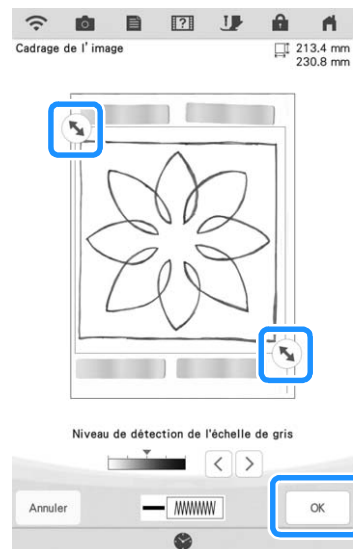 Cadrage de l'image
213.4 mm
230.8 mm
Niveau de détection de l'échelle de gris
Annuler
OK